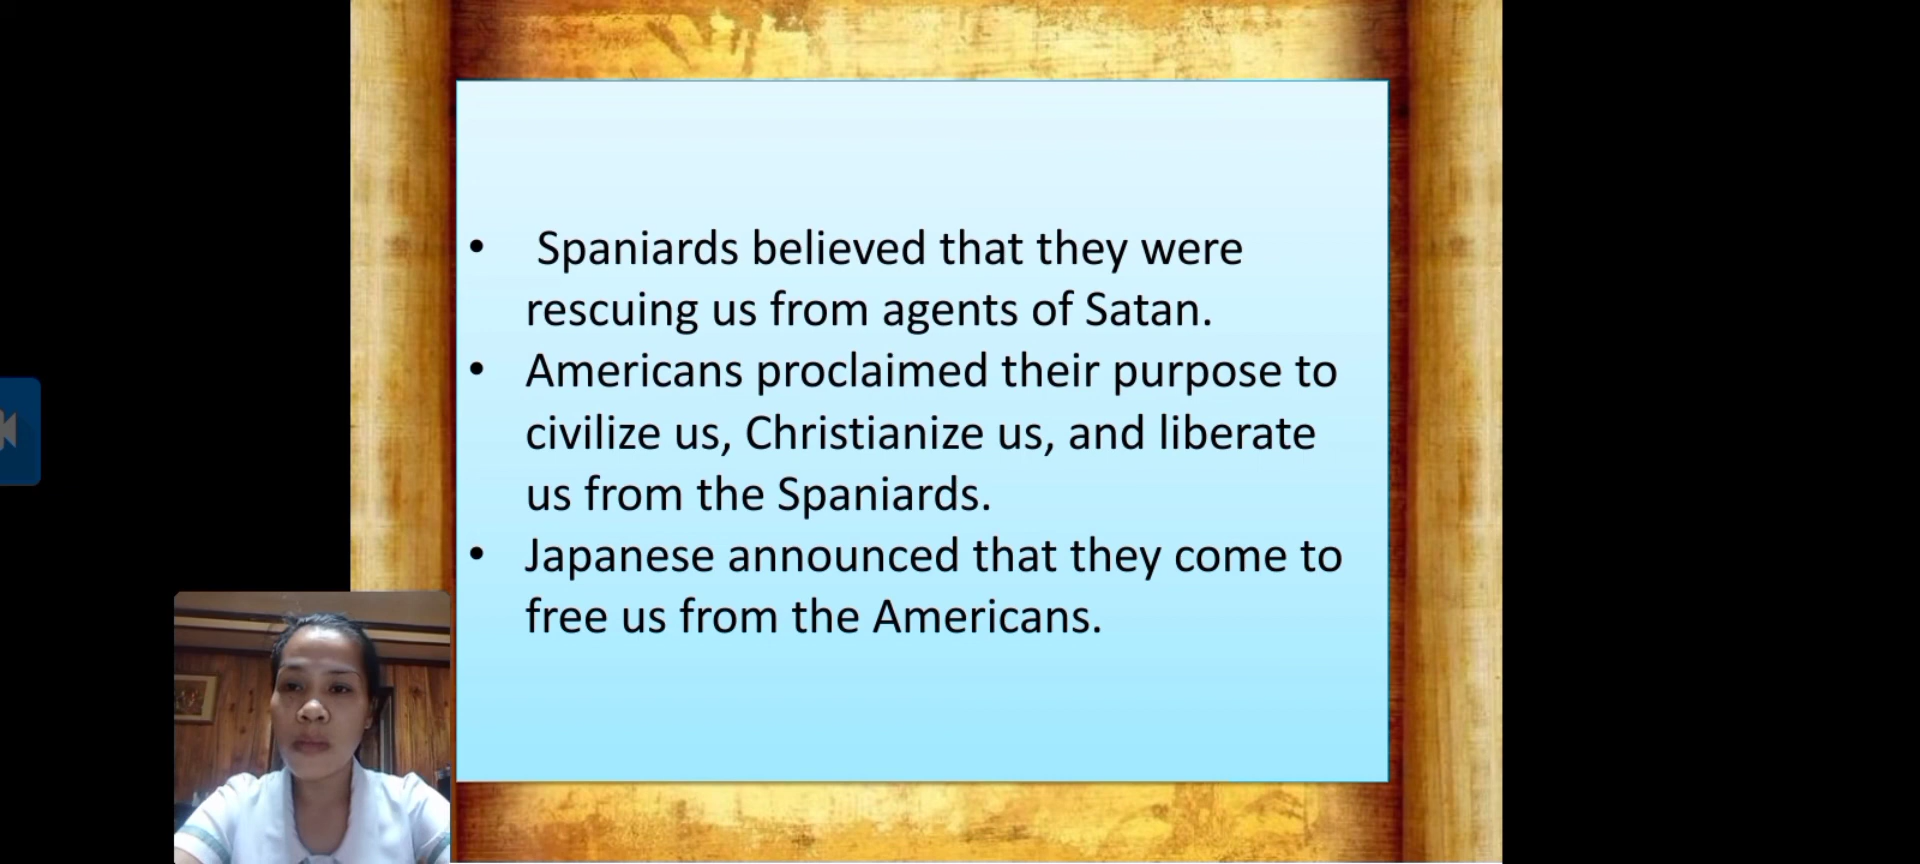 • Spaniards believed that they were
rescuing us from agents of Satan.
• Americans proclaimed their purpose to
civilize us, Christianize us, and liberate
us from the Spaniards.
• Japanese announced that they come to
free us from the Americans.